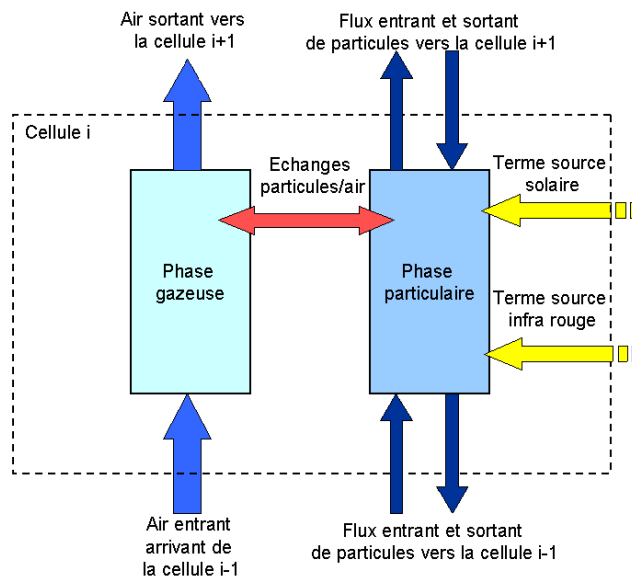 Air sortant vers
la cellule i+1
Flux entrant et sortant
de particules vers la cellule i+1
Cellule i
Echanges
particules/air
Terme source
solaire
Phase
gazeuse
Phase
particulaire
Terme source
infra rouge
Air entrant
arrivant de
la cellule i-1
Flux entrant et sortant
de particules vers la cellule i-1